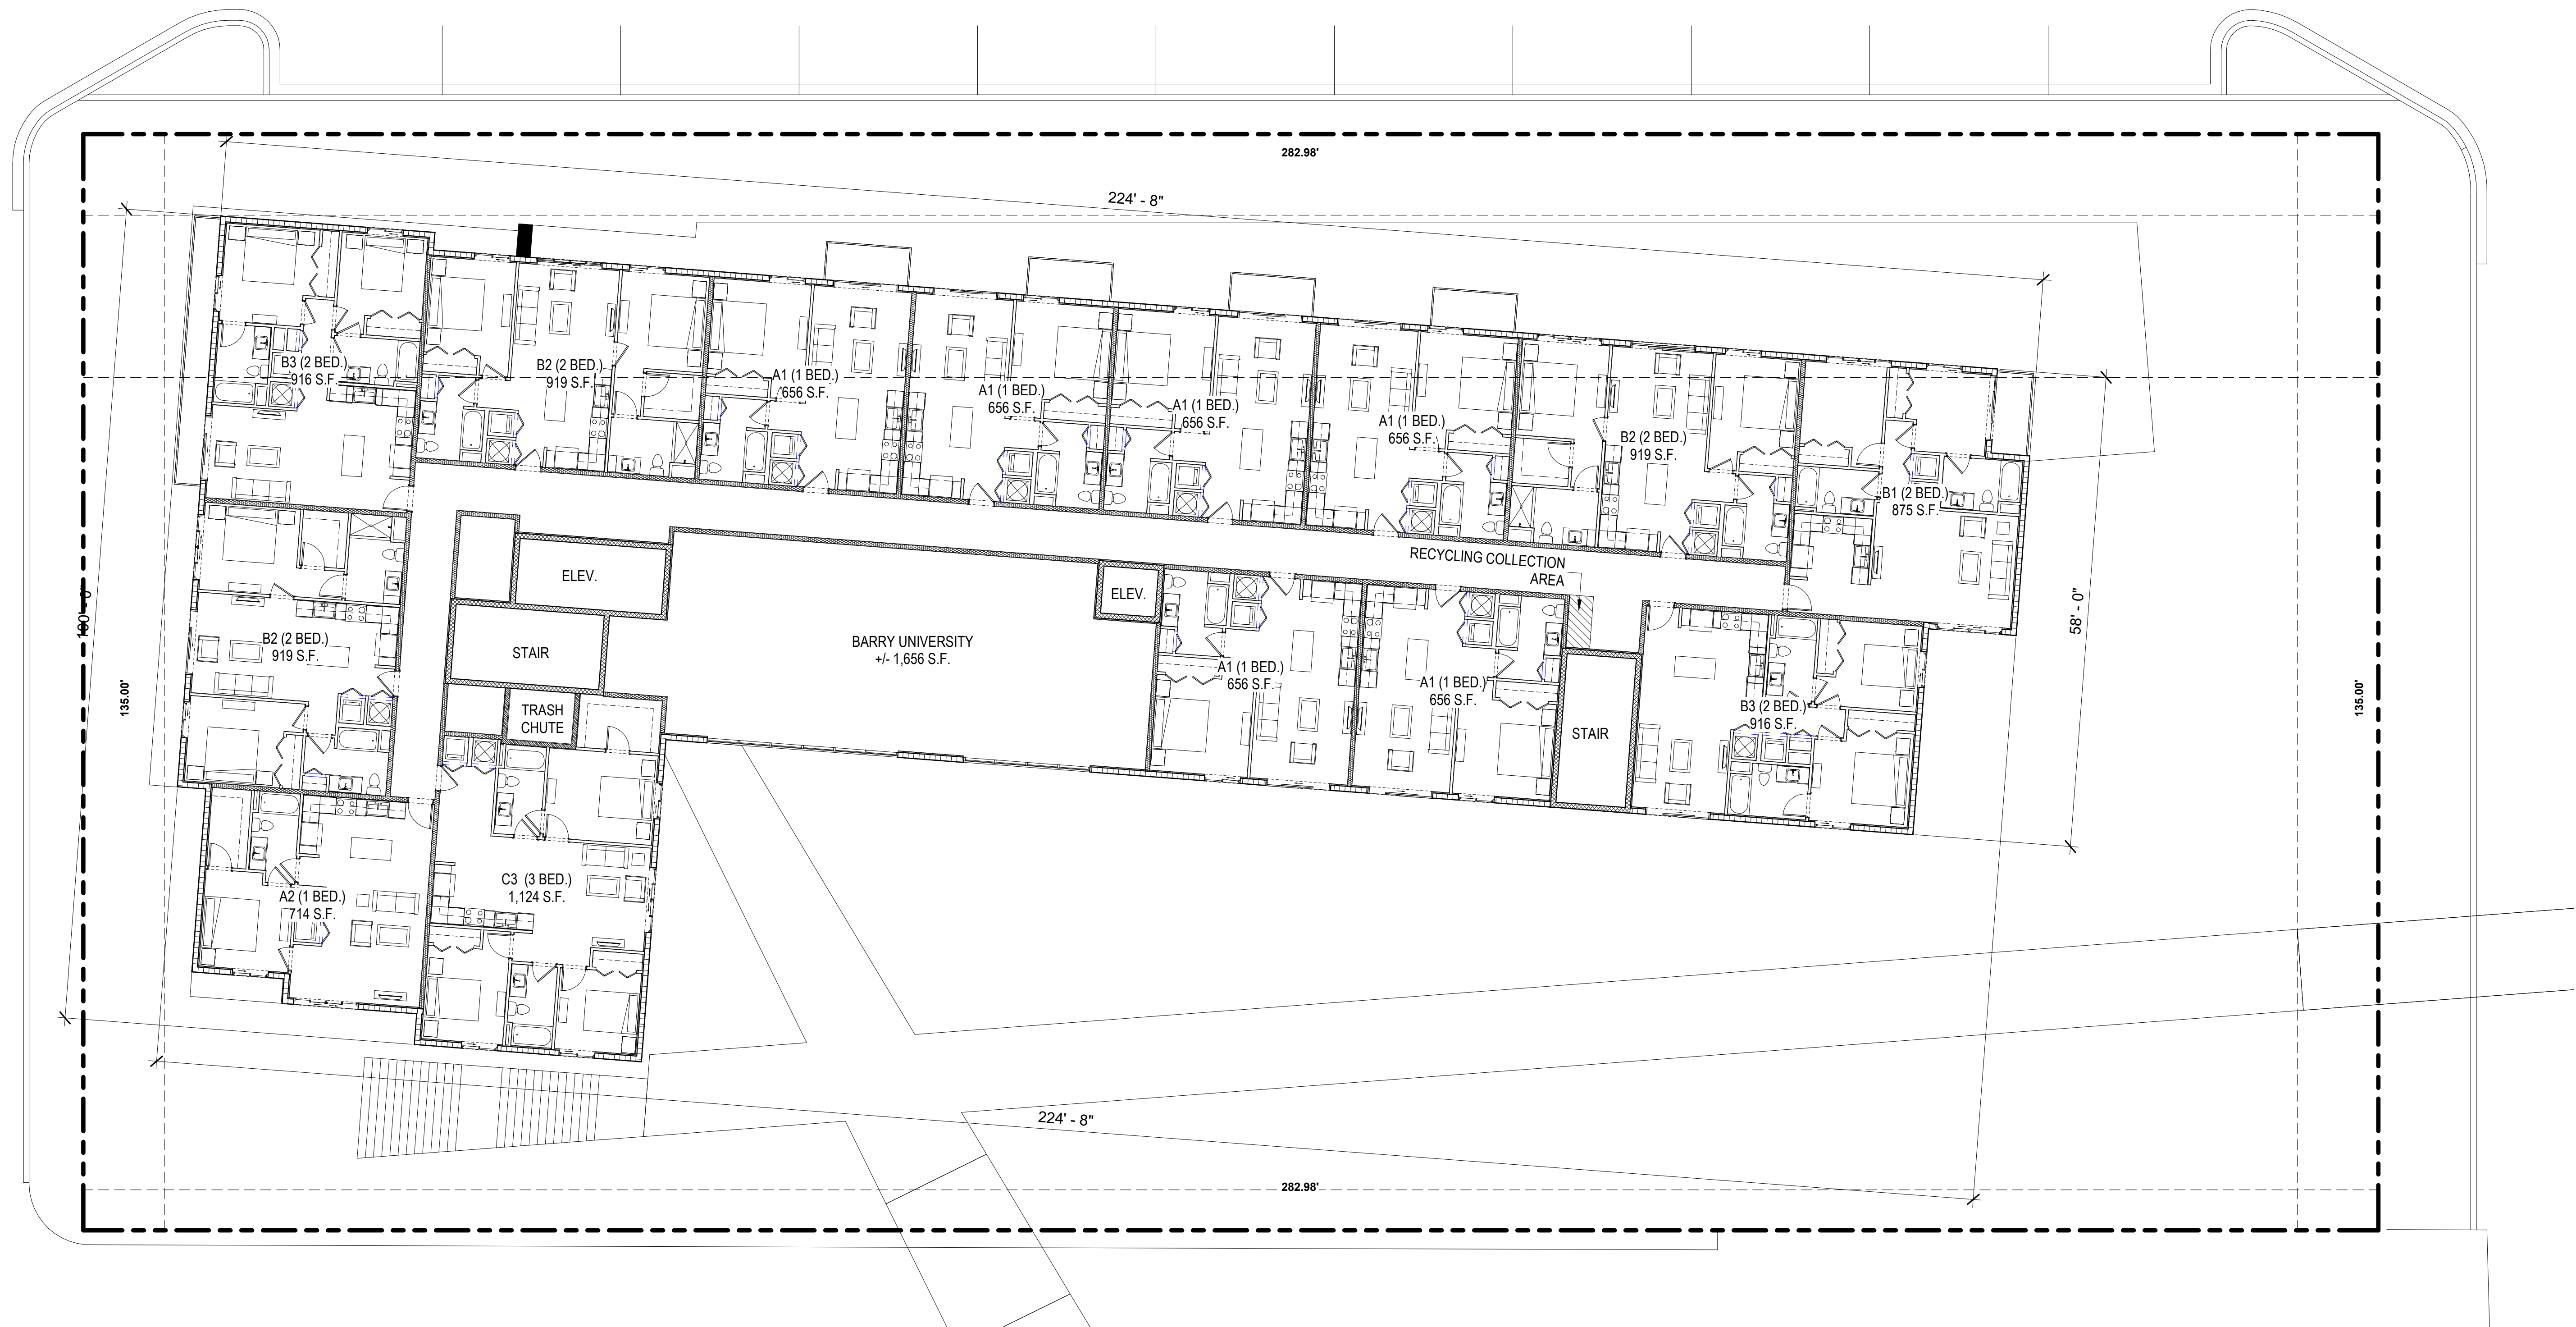 282.98'
224' - 8"
B3 (2 BED.)
916 S.F.
B2 (2 BED.)
919 S.F.
A1 (1 BED.)
656 S.F.
A1 (1 BED.)
656 S.F.
A1 (1 BED.)
656 S.F.
A1 (1 BED.)
656 S.F.
B2 (2 BED.)
919 S.F.
B1 (2 BED.)
875 S.F.
RECYCLING COLLECTION
AREA
ELEV.
ELEV.
100' - 0"
58' - 0"
B2 (2 BED.)
919 S.F.
STAIR
BARRY UNIVERSITY
+/- 1,656 S.F.
A1 (1 BED.)
656 S.F.
A1 (1 BED.)
656 S.F.
135.00'
TRASH
CHUTE
STAIR
B3 (2 BED.)
916 S.F.
135.00'
A2 (1 BED.)
714 S.F.
C3 (3 BED.)
1,124 S.F.
224' - 8"
282.98'